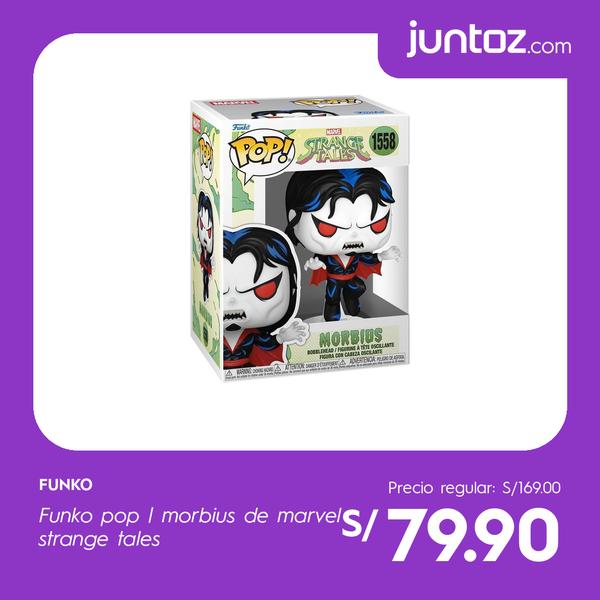 juntoz.com
MARVEL
Funko
POP!
MARVEL
STRANGE
TALES
1558
MORBIUS
BOBBLEHEAD / FIGURINE À TÊTE OSCILLANTE
FIGURA CON CABEZA OSCILANTE
FUNKO
Precio regular: S/169.00
Funko pop | morbius de marvel
strange tales
S/ 79.90